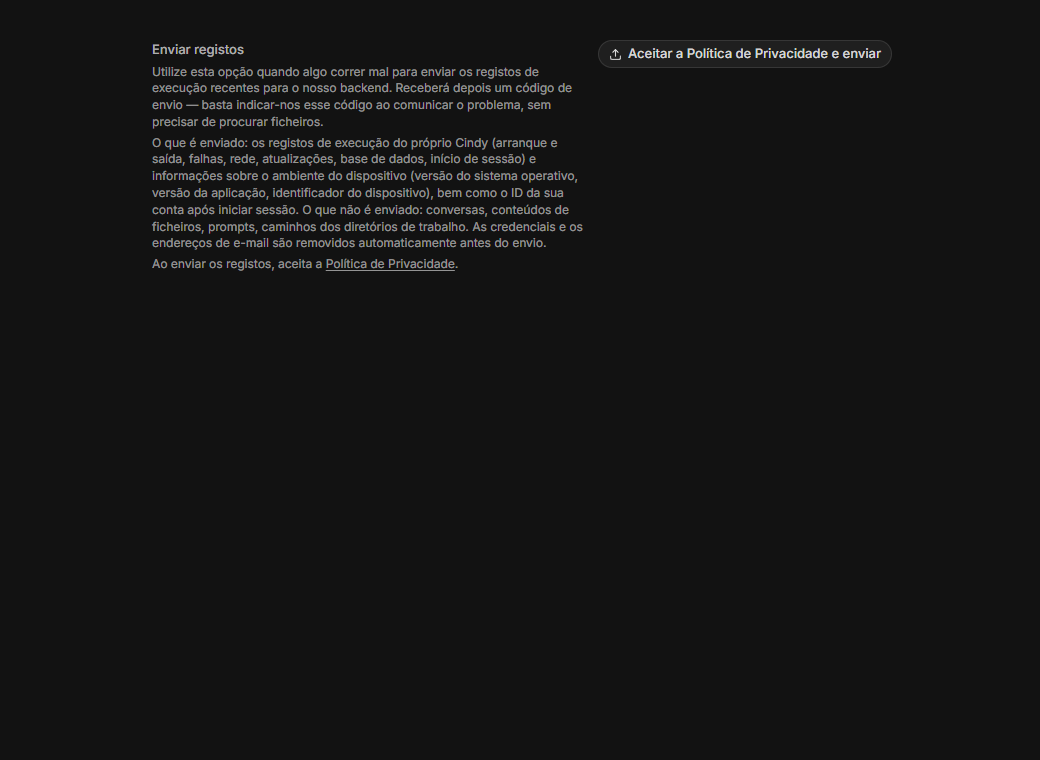 Enviar registos
Aceitar a Política de Privacidade e enviar
Utilize esta opção quando algo correr mal para enviar os registos de
execução recentes para o nosso backend. Receberá depois um código de
envio — basta indicar-nos esse código ao comunicar o problema, sem
precisar de procurar ficheiros.
O que é enviado: os registos de execução do próprio Cindy (arranque e
saída, falhas, rede, atualizações, base de dados, início de sessão) e
informações sobre o ambiente do dispositivo (versão do sistema operativo,
versão da aplicação, identificador do dispositivo), bem como o ID da sua
conta após iniciar sessão. O que não é enviado: conversas, conteúdos de
ficheiros, prompts, caminhos dos diretórios de trabalho. As credenciais e os
endereços de e-mail são removidos automaticamente antes do envio.
Ao enviar os registos, aceita a Política de Privacidade.